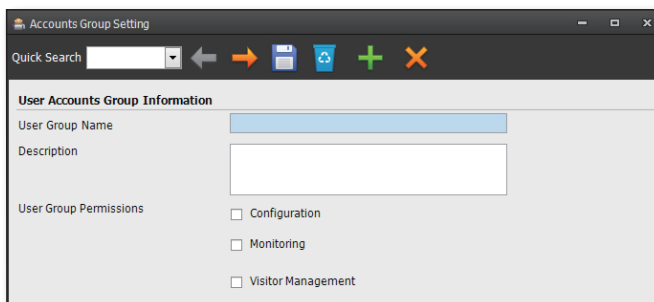 Accounts Group Setting
Quick Search
User Accounts Group Information
User Group Name
Description
User Group Permissions
Configuration
Monitoring
Visitor Management